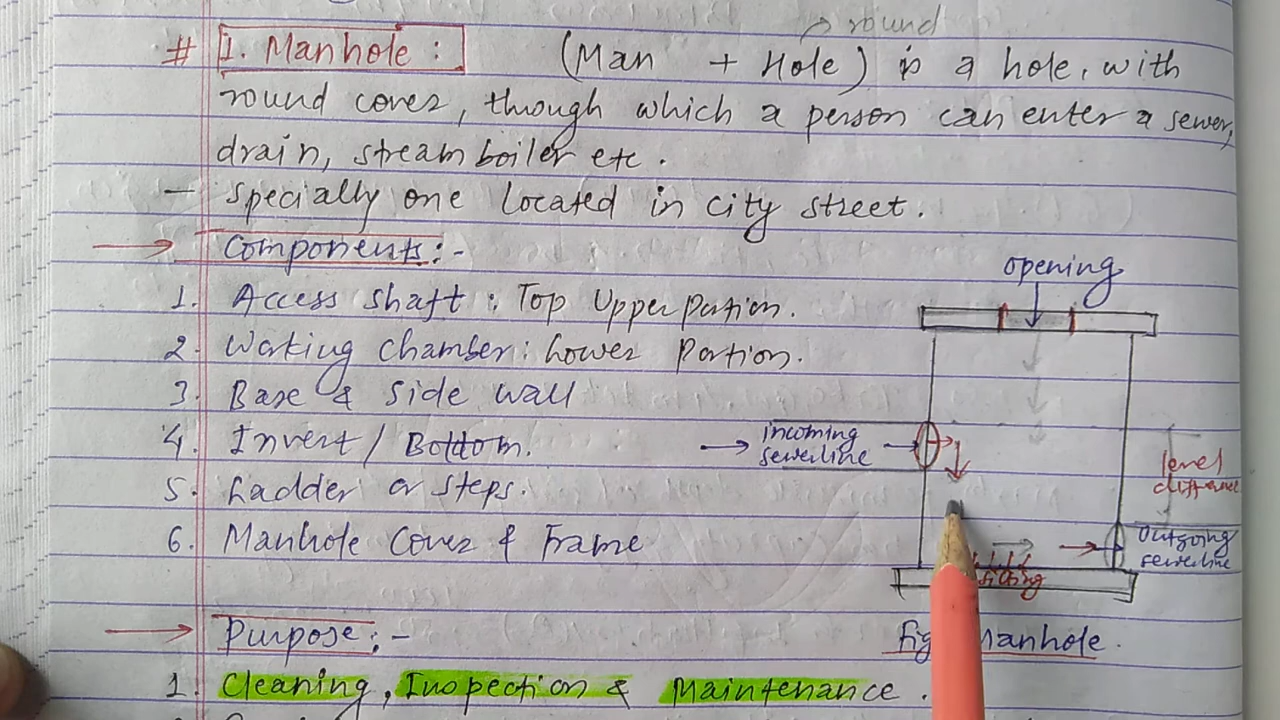 round
# 1. Manhole : (Man + Hole) is a hole, with
round cover, though which a person can enter a sewer,
drain, stream boiler etc.
– specially one located in city street.
→ Components:-
1. Access shaft : Top Upper portion.
2. Working chamber : Lower Portion.
3. Base & side wall
4. Invert / Bottom.
5. Ladder or steps.
6. Manhole Cover & Frame
opening
→ incoming sewerline →
level difference
Outgoing sewerline
Fig Manhole.
→ Purpose:-
1. Cleaning, Inspection & Maintenance.